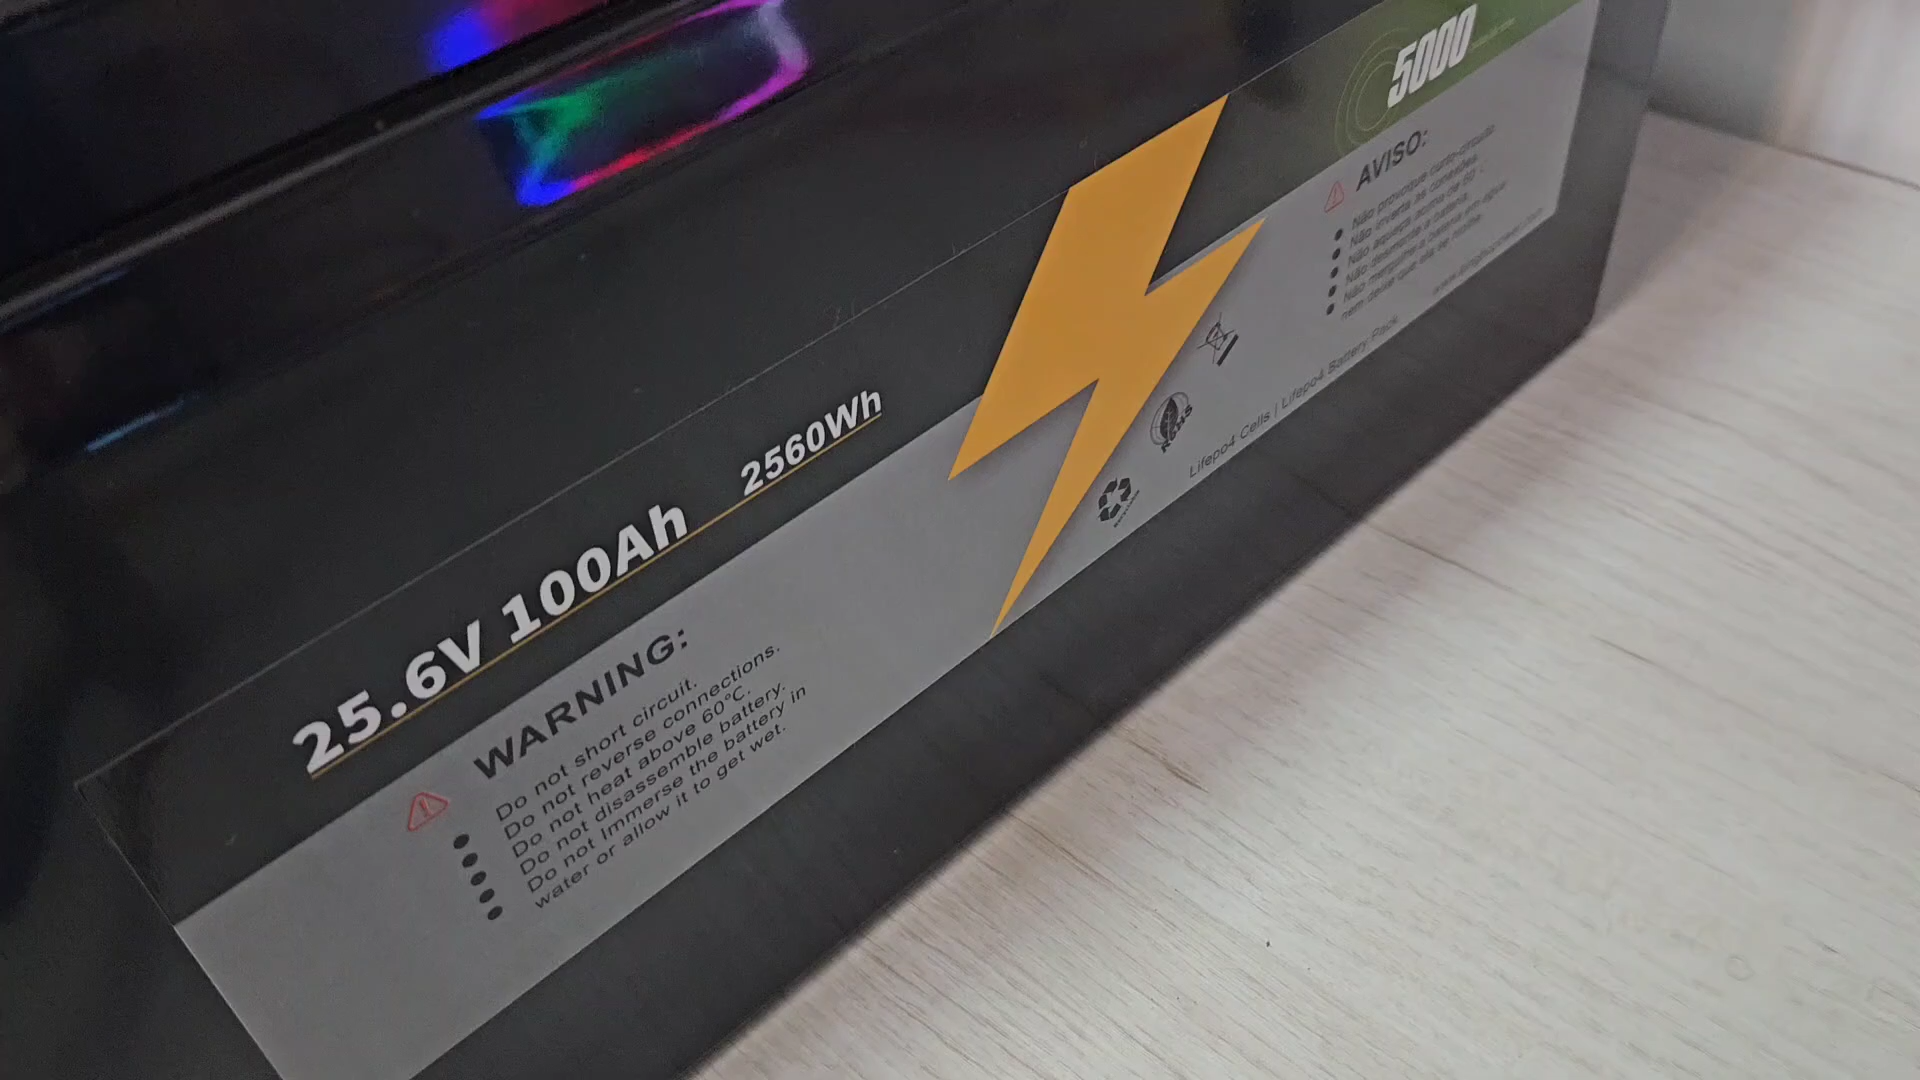 5000
25.6V 100Ah 2560Wh
WARNING:
Do not short circuit.
Do not reverse connections.
Do not heat above 60°C.
Do not disassemble battery.
Do not Immerse the battery in
water or allow it to get wet.
AVISO:
Não provoque curto-circuito
Não inverta as conexões
Não aqueça acima de 60
Não desmonte a bateria.
Não mergulhe a bateria em água
nem deixe que ela se molhe
RoHS
RECYCLABLE
Lifepo4 Cells | Lifepo4 Battery Pack